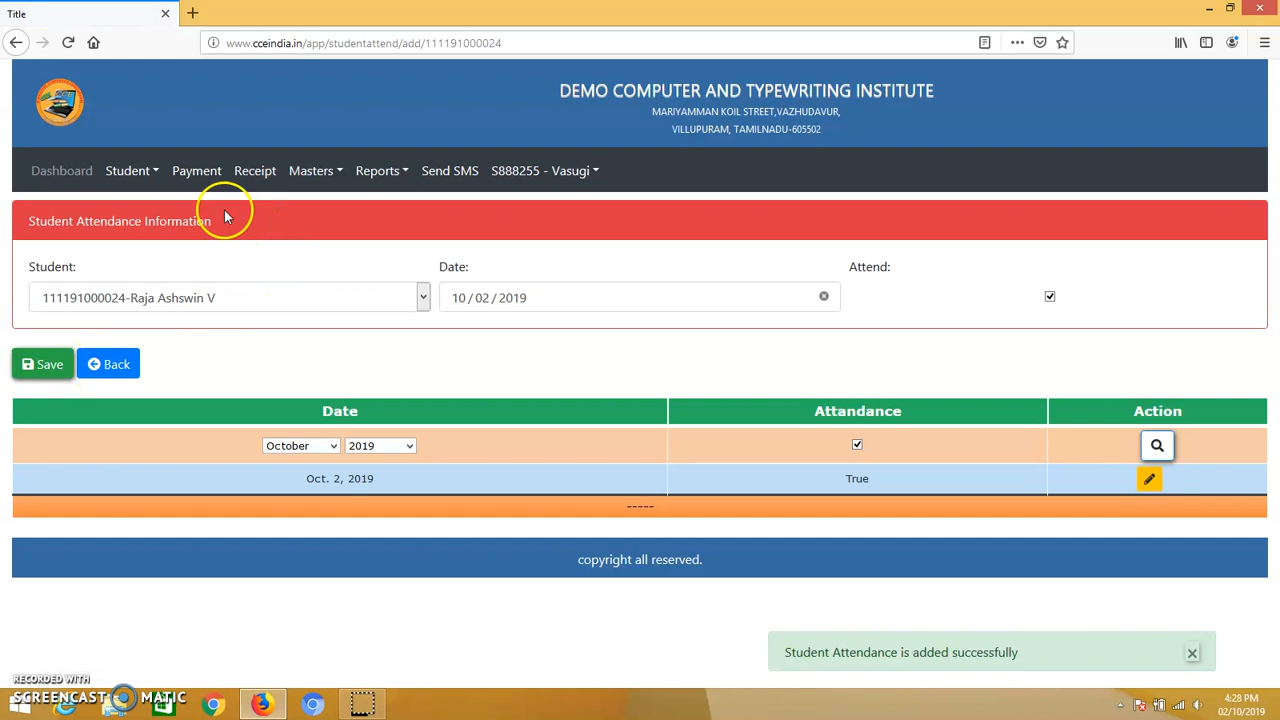 Title
www.cceindia.in/app/studentattend/add/111191000024
DEMO COMPUTER AND TYPEWRITING INSTITUTE
MARIYAMMAN KOIL STREET,VAZHUDAVUR,
VILLUPURAM, TAMILNADU-605502
Dashboard Student Payment Receipt Masters Reports Send SMS S888255 - Vasugi
Student Attendance Information
Student: Date: Attend:
111191000024-Raja Ashswin V 10 / 02 / 2019
Save Back
Date Attandance Action
October 2019
Oct. 2, 2019 True
-----
copyright all reserved.
Student Attendance is added successfully
RECORDED WITH
SCREENCAST MATIC
4:28 PM
02/10/2019